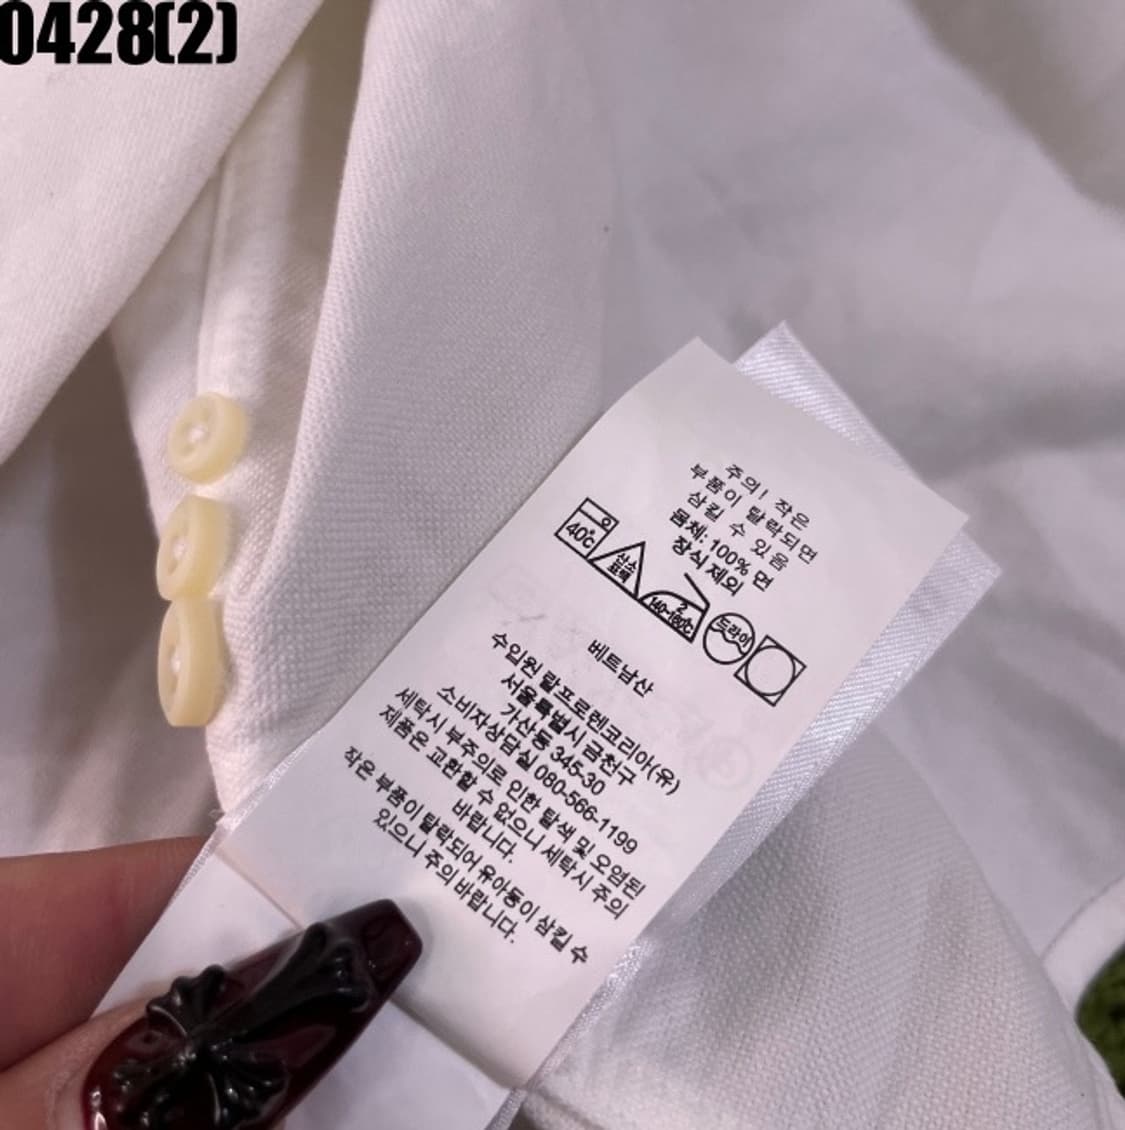 0428(2)
주의! 작은
부품이 탈락되면
삼킬 수 있음
몸체: 100% 면
장식 제외
40℃
산소
표백
2
140-160℃
드라이
베트남산
수입원 랄프로렌코리아(유)
서울특별시 금천구
가산동 345-30
소비자상담실 080-566-1199
세탁시 부주의로 인한 탈색 및 오염된
제품은 교환할 수 없으니 세탁시 주의
바랍니다.
작은 부품이 탈락되어 유아동이 삼킬 수
있으니 주의 바랍니다.